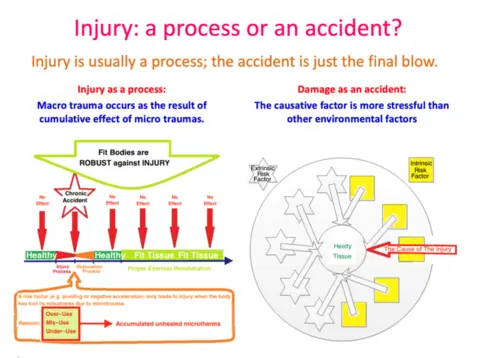 Injury: a process or an accident?
Injury is usually a process; the accident is just the final blow.
Injury as a process:
Macro trauma occurs as the result of
cumulative effect of micro traumas.
Damage as an accident:
The causative factor is more stressful than
other environmental factors
Fit Bodies are
ROBUST against INJURY
Chronic
Accident
No
Effect
No
Effect
No
Effect
No
Effect
No
Effect
Healthy
Healthy
Fit Tissue Fit Tissue
Injury
Process
Process
Proper Exercise
A risk factor (e.g. pivoting or negative acceleration) only leads to injury when the body
has lost its robustness due to microtrauma
Reason:
Over-Use
Mis-Use
Under-Use
Accumulated unhealed microtherms
Extrinsic
Risk
Factor
Intrinsic
Risk
Factor
Tissue
The Cause of The Injury